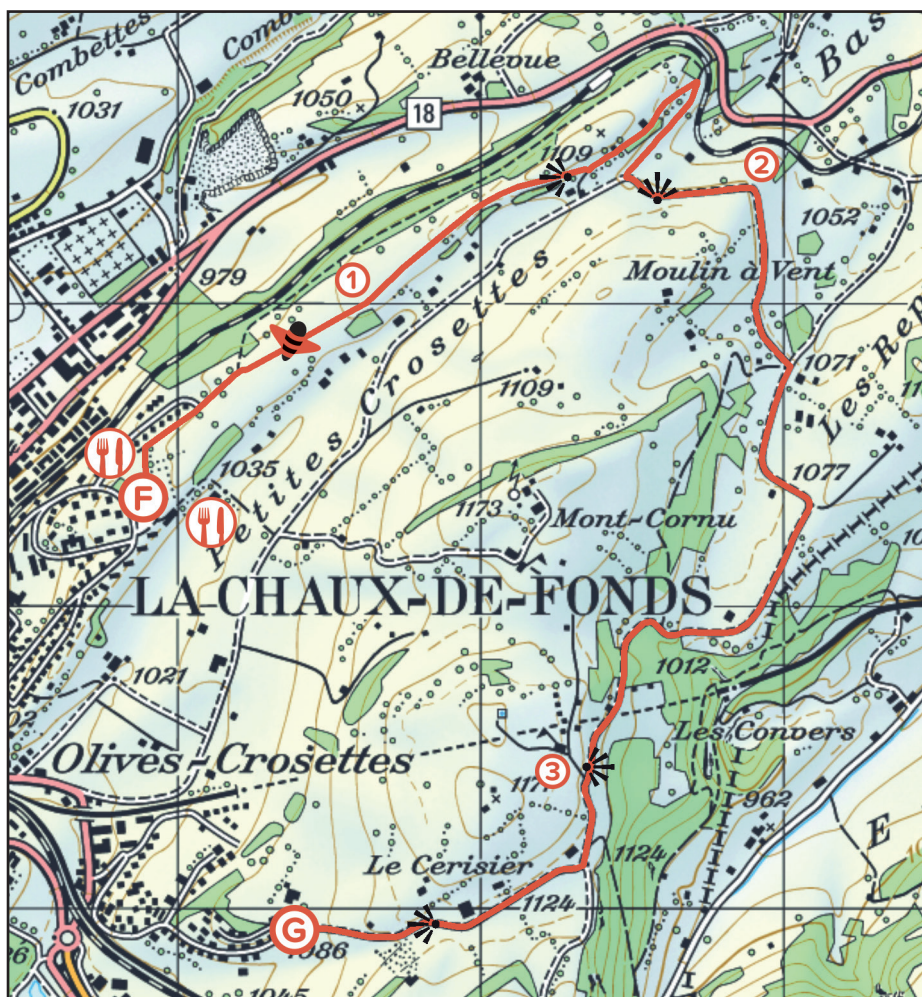 Combettes
Comb
Bellevue
Bas
1031
1050
18
1109
2
979
1
1052
Moulin à Vent
Petites Crosettes
1109
1071
Les Re
1035
F
1077
1173
Mont-Cornu
LA CHAUX-DE-FONDS
1021
1012
Olives-Crosettes
Les Convers
3
117
962
E
Le Cerisier
1124
1124
G
1086
1045